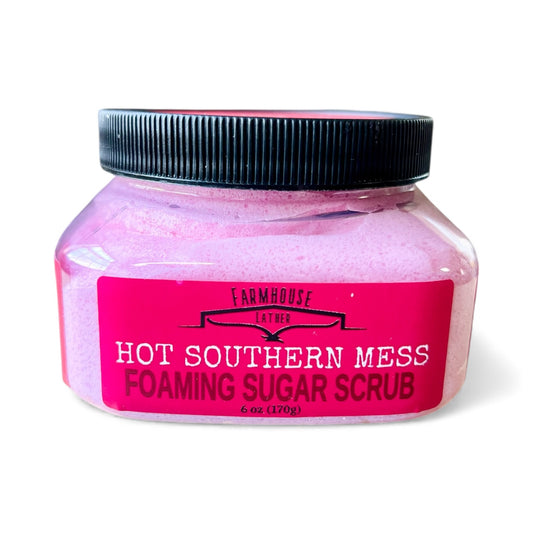 FARMHOUSE
LATHER
HOT SOUTHERN MESS
FOAMING SUGAR SCRUB
6 oz (170g)